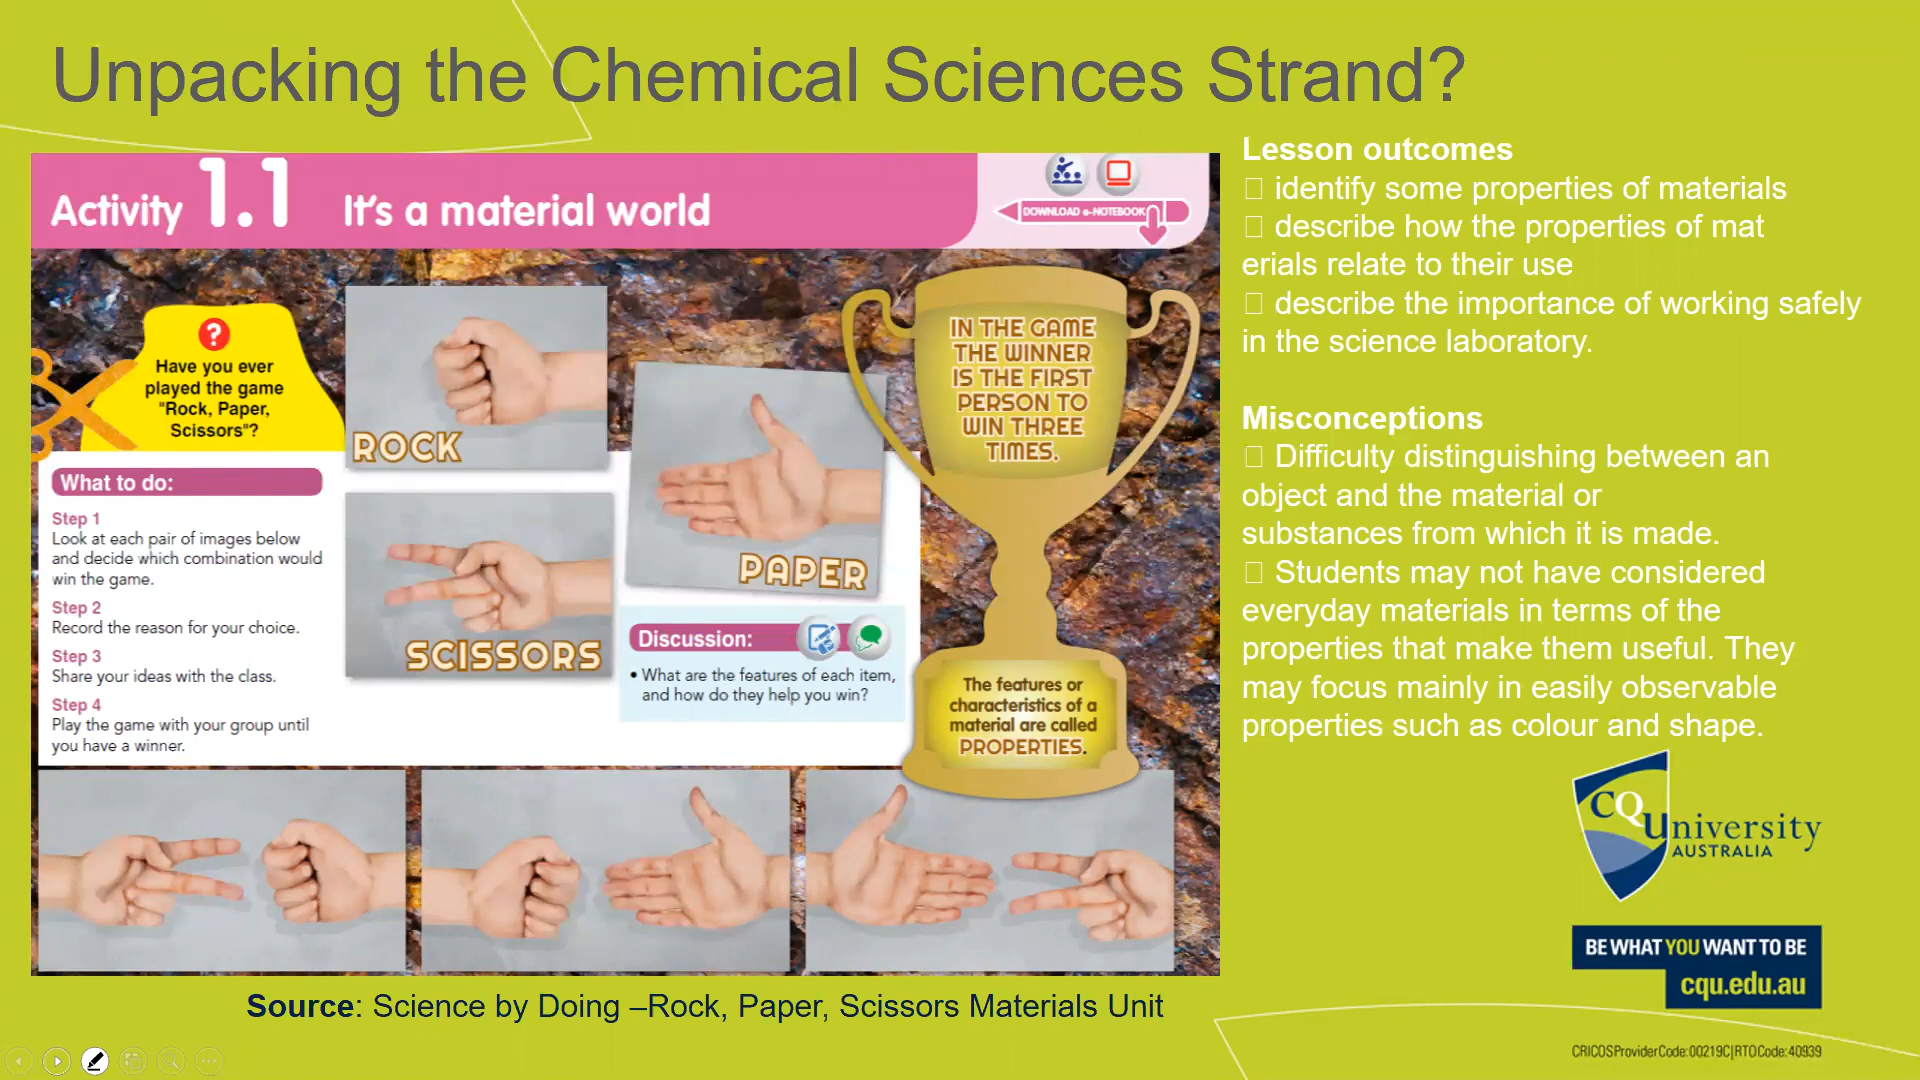 Unpacking the Chemical Sciences Strand?
Activity 1.1 It's a material world
DOWNLOAD e-NOTEBOOK
?
Have you ever
played the game
"Rock, Paper,
Scissors"?
ROCK
PAPER
SCISSORS
IN THE GAME
THE WINNER
IS THE FIRST
PERSON TO
WIN THREE
TIMES.
What to do:
Step 1
Look at each pair of images below
and decide which combination would
win the game.
Step 2
Record the reason for your choice.
Step 3
Share your ideas with the class.
Step 4
Play the game with your group until
you have a winner.
Discussion:
• What are the features of each item,
and how do they help you win?
The features or
characteristics of a
material are called
PROPERTIES.
Source: Science by Doing –Rock, Paper, Scissors Materials Unit
Lesson outcomes
identify some properties of materials
describe how the properties of mat
erials relate to their use
describe the importance of working safely
in the science laboratory.
Misconceptions
Difficulty distinguishing between an
object and the material or
substances from which it is made.
Students may not have considered
everyday materials in terms of the
properties that make them useful. They
may focus mainly in easily observable
properties such as colour and shape.
CQUniversity
AUSTRALIA
BE WHAT YOU WANT TO BE
cqu.edu.au
CRICOS Provider Code: 00219C | RTO Code: 40939